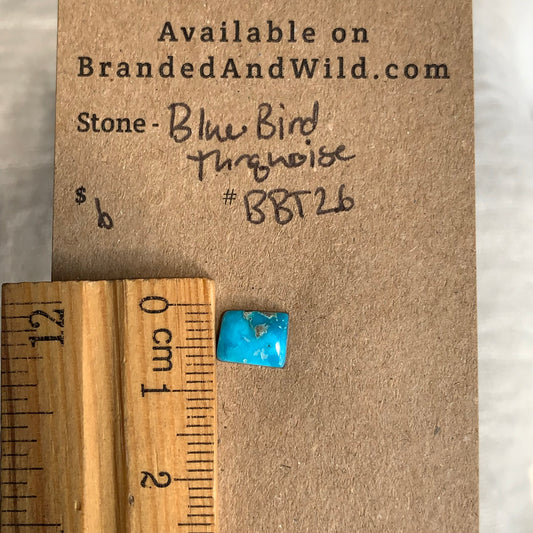 Available on
BrandedAndWild.com
Stone - Blue Bird
turquoise
$ 6 # BBT26
12 0 cm 1 2